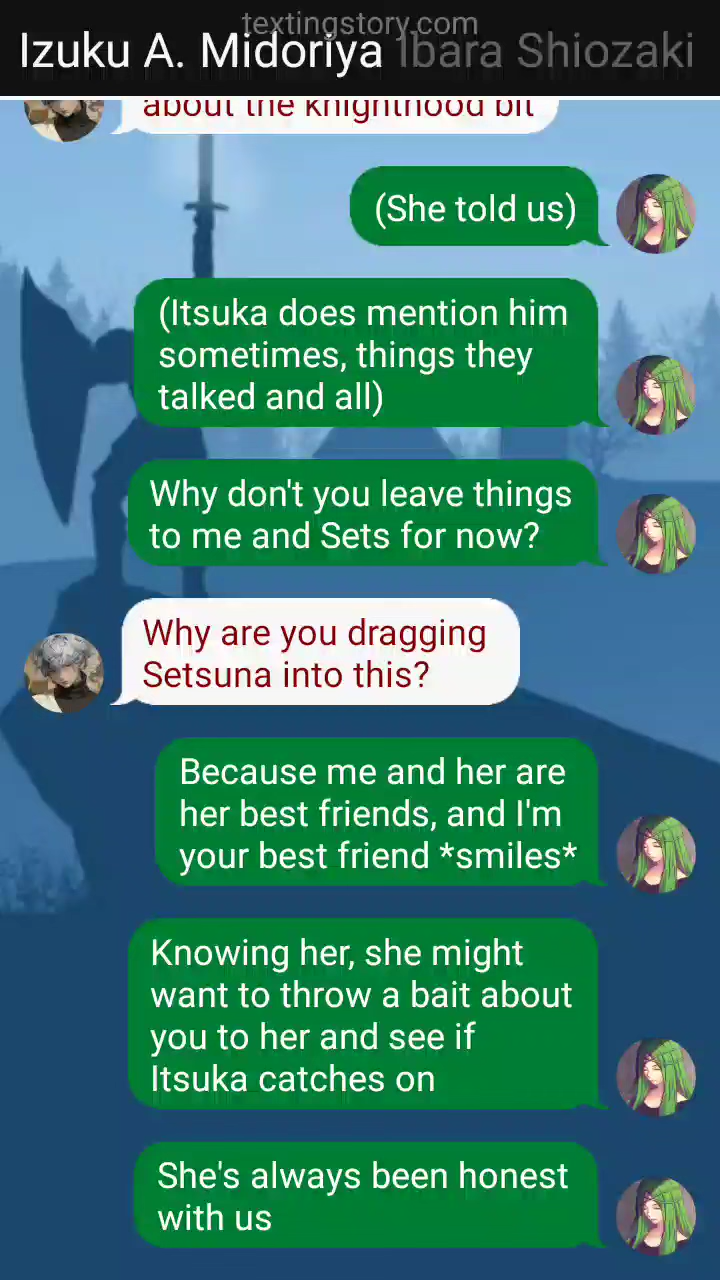 textingstory.com
Izuku A. Midoriya Ibara Shiozaki
about the knighthood bit
(She told us)
(Itsuka does mention him
sometimes, things they
talked and all)
Why don't you leave things
to me and Sets for now?
Why are you dragging
Setsuna into this?
Because me and her are
her best friends, and I'm
your best friend *smiles*
Knowing her, she might
want to throw a bait about
you to her and see if
Itsuka catches on
She's always been honest
with us